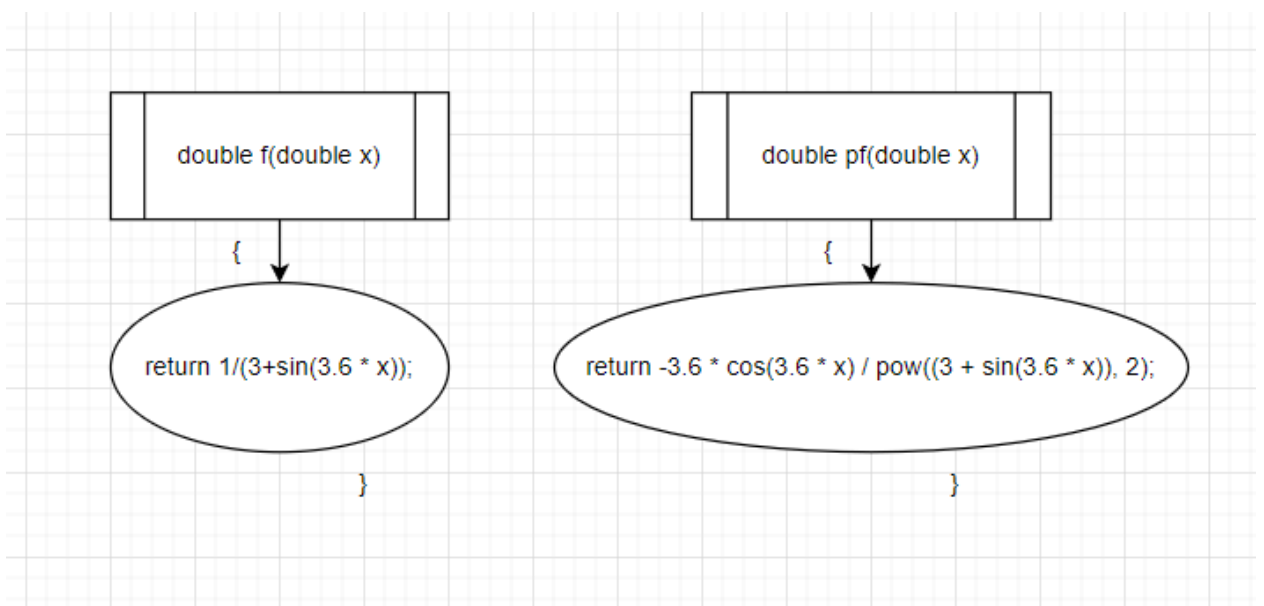 double f(double x)
double pf(double x)
{
{
return 1/(3+sin(3.6 * x));
return -3.6 * cos(3.6 * x) / pow((3 + sin(3.6 * x)), 2);
}
}